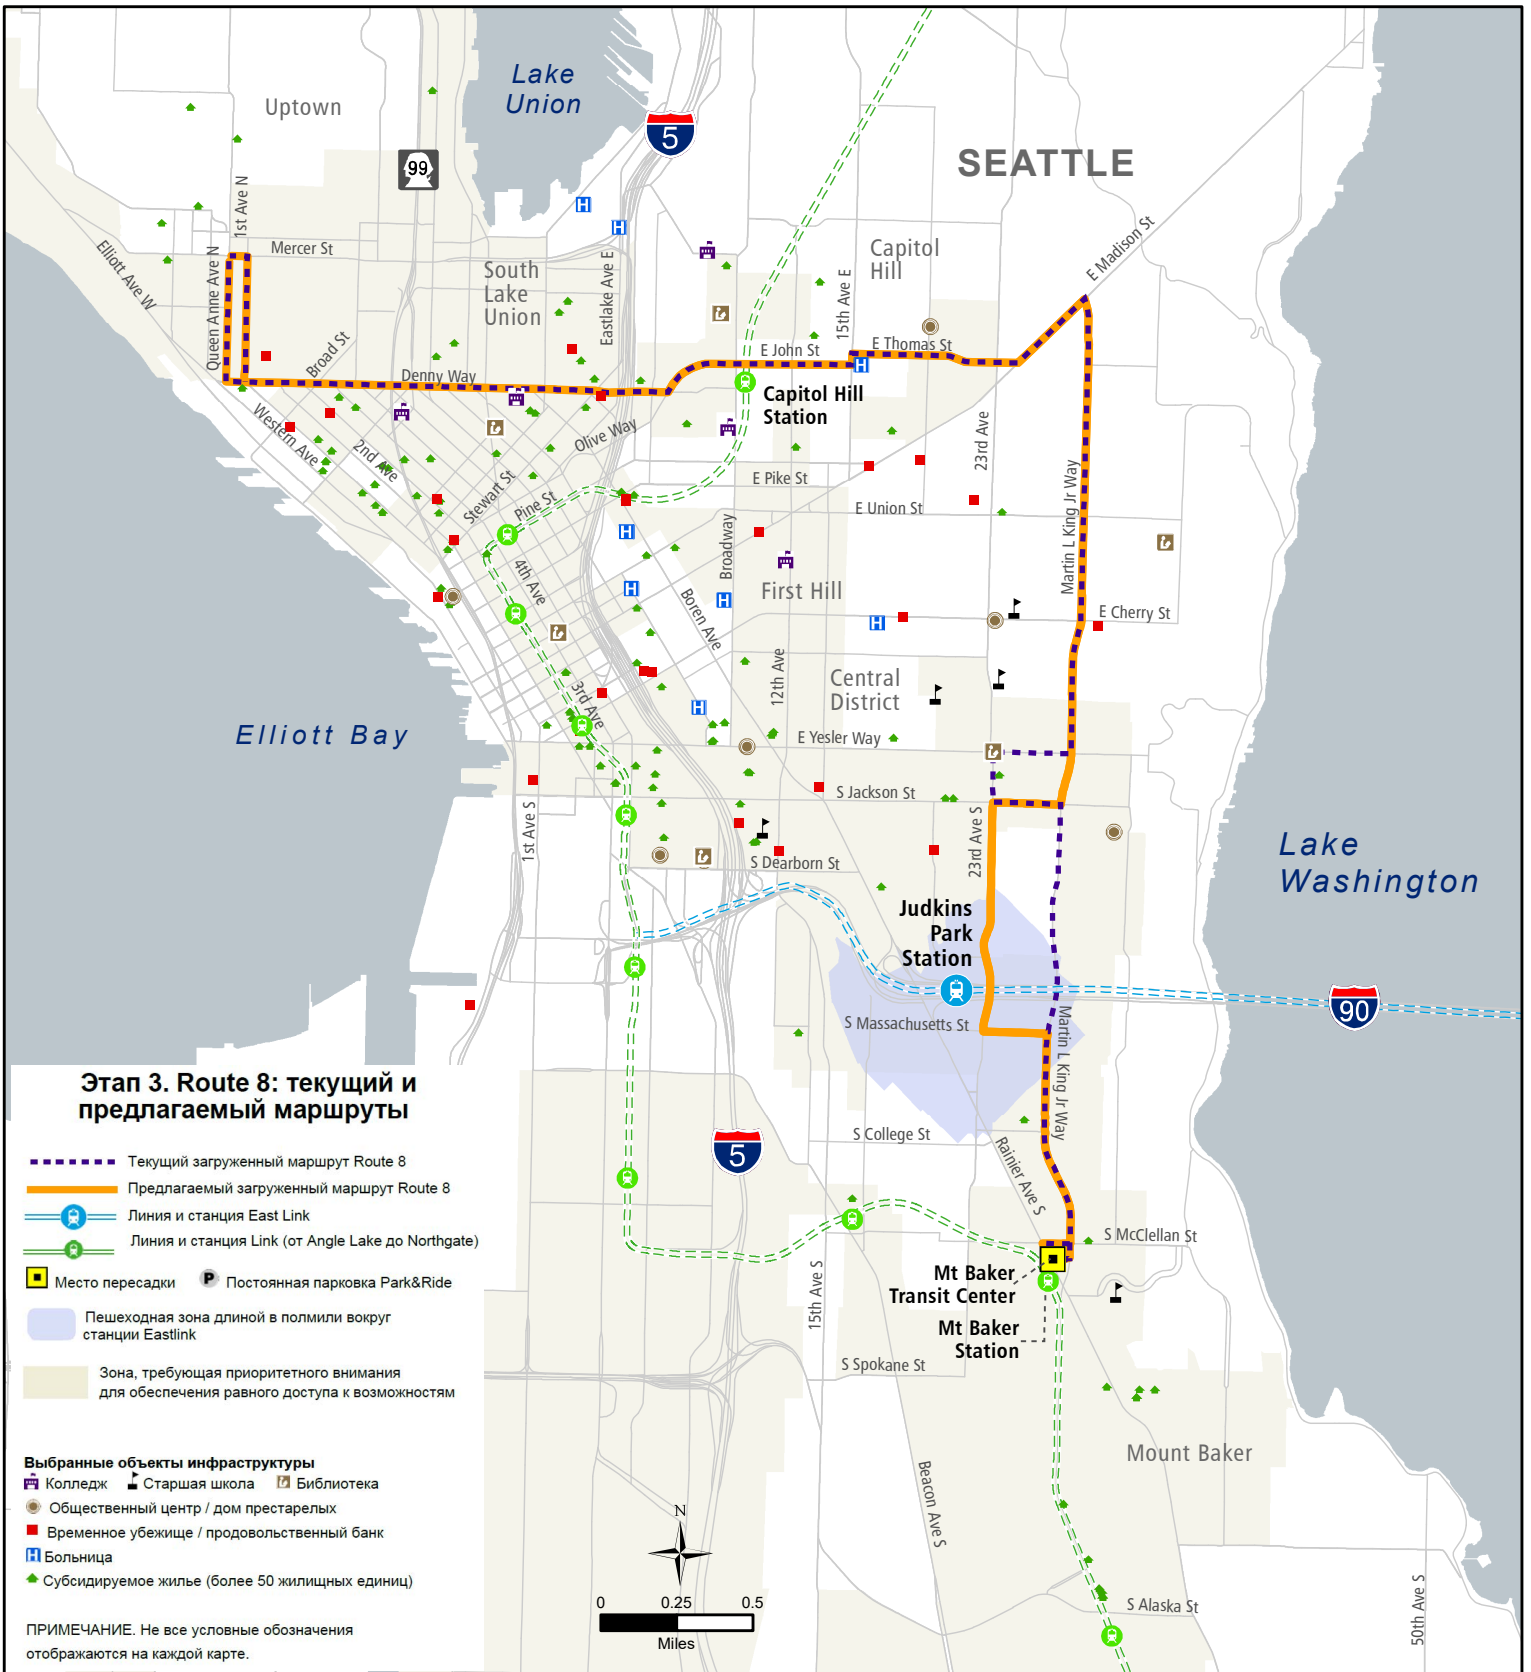 Lake
Union
Uptown
5
99
SEATTLE
1st Ave N
Mercer St
Queen Anne Ave N
Elliott Ave W
South
Lake
Union
Eastlake Ave E
Capitol
Hill
15th Ave E
E Madison St
E John St
E Thomas St
Broad St
Denny Way
Capitol Hill
Station
Western Ave
2nd Ave
Olive Way
23rd Ave
Stewart St
Pine St
E Pike St
E Union St
Martin L King Jr Way
4th Ave
Broadway
First Hill
Boren Ave
E Cherry St
12th Ave
Central
District
3rd Ave
Elliott Bay
E Yesler Way
S Jackson St
1st Ave S
S Dearborn St
23rd Ave S
Lake
Washington
Judkins
Park
Station
90
S Massachusetts St
Martin L King Jr Way
S College St
Rainier Ave S
5
S McClellan St
Mt Baker
Transit Center
Mt Baker
Station
15th Ave S
S Spokane St
Mount Baker
Beacon Ave S
S Alaska St
50th Ave S
Этап 3. Route 8: текущий и
предлагаемый маршруты
Текущий загруженный маршрут Route 8
Предлагаемый загруженный маршрут Route 8
Линия и станция East Link
Линия и станция Link (от Angle Lake до Northgate)
Место пересадки
P Постоянная парковка Park&Ride
Пешеходная зона длиной в полмили вокруг
станции Eastlink
Зона, требующая приоритетного внимания
для обеспечения равного доступа к возможностям
Выбранные объекты инфраструктуры
Колледж Старшая школа Библиотека
Общественный центр / дом престарелых
Временное убежище / продовольственный банк
H Больница
Субсидируемое жилье (более 50 жилищных единиц)
ПРИМЕЧАНИЕ. Не все условные обозначения
отображаются на каждой карте.
N
0 0.25 0.5
Miles